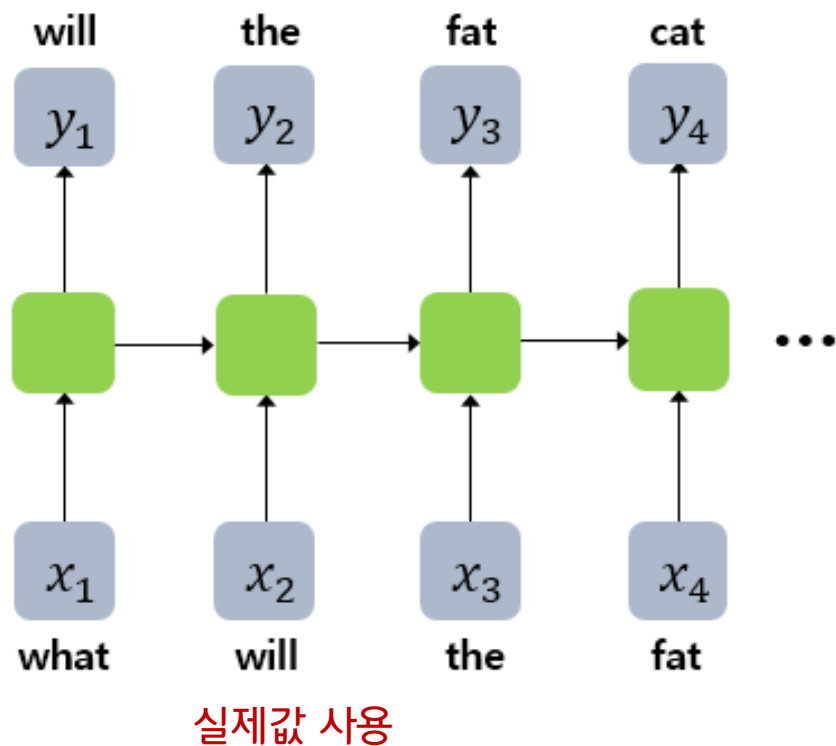 will the fat cat
y₁ y₂ y₃ y₄
...
x₁ x₂ x₃ x₄
what will the fat
실제값 사용